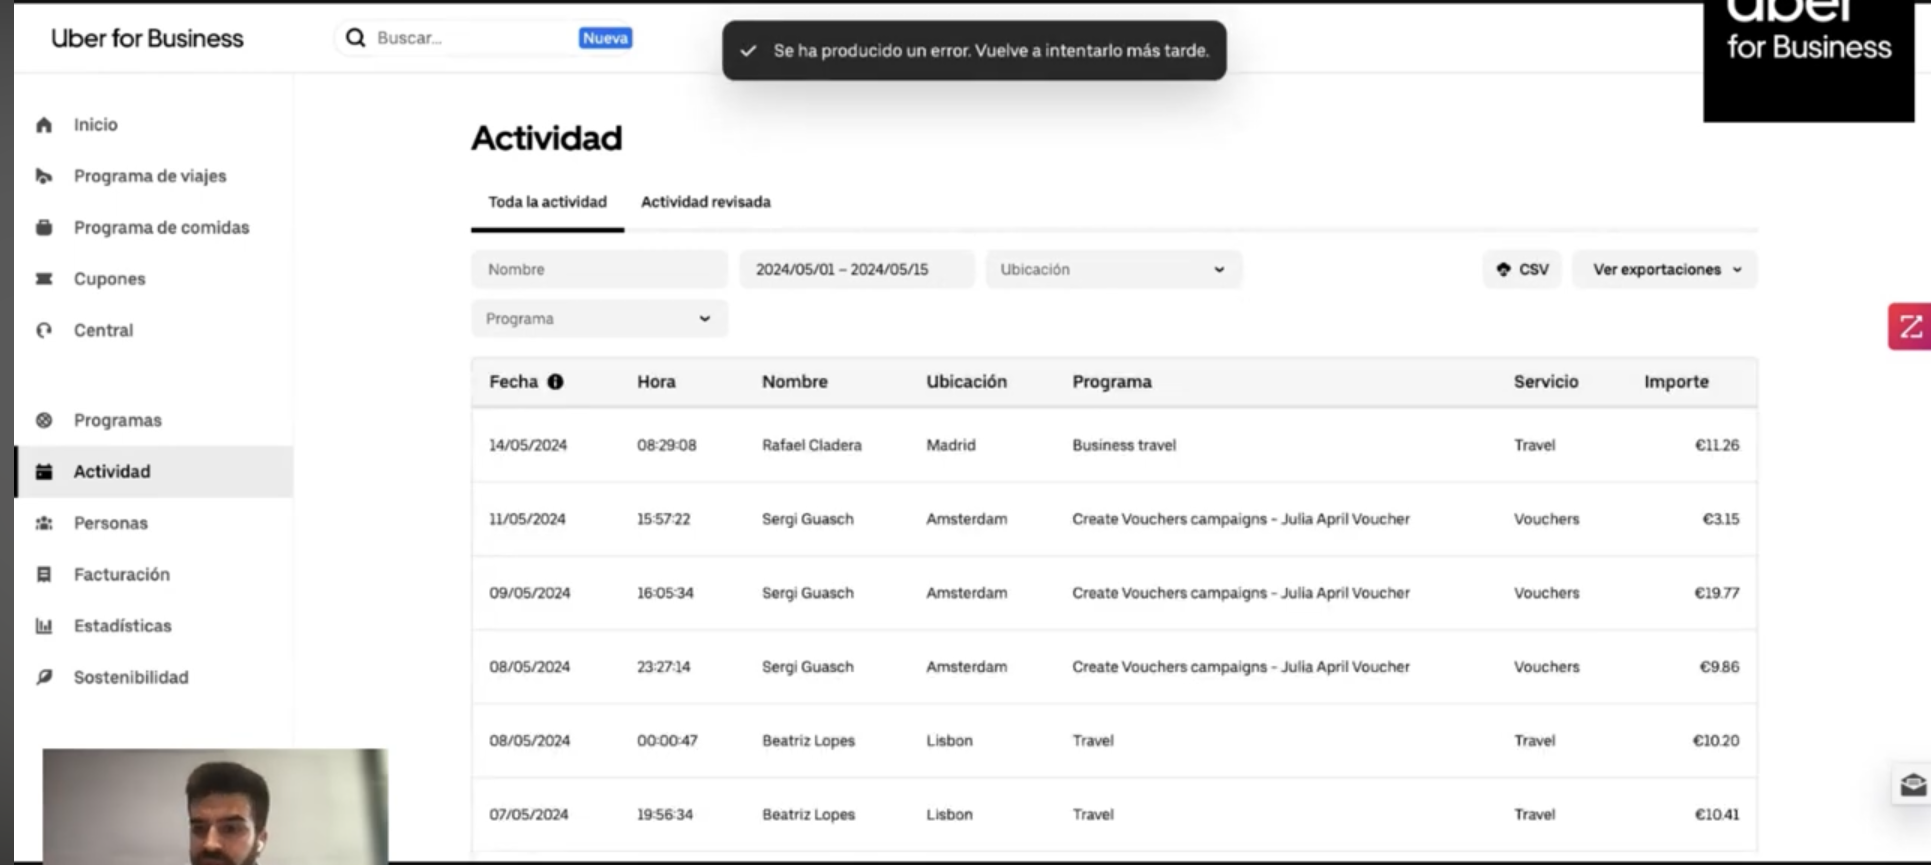 Uber for Business
Buscar...
Nueva
Se ha producido un error. Vuelve a intentarlo más tarde.
Uber
for Business
Inicio
Programa de viajes
Programa de comidas
Cupones
Central
Programas
Actividad
Personas
Facturación
Estadísticas
Sostenibilidad
Actividad
Toda la actividad Actividad revisada
Nombre 2024/05/01 – 2024/05/15 Ubicación CSV Ver exportaciones
Programa
Fecha Hora Nombre Ubicación Programa Servicio Importe
14/05/2024 08:29:08 Rafael Cladera Madrid Business travel Travel €11.26
11/05/2024 15:57:22 Sergi Guasch Amsterdam Create Vouchers campaigns - Julia April Voucher Vouchers €3.15
09/05/2024 16:05:34 Sergi Guasch Amsterdam Create Vouchers campaigns - Julia April Voucher Vouchers €19.77
08/05/2024 23:27:14 Sergi Guasch Amsterdam Create Vouchers campaigns - Julia April Voucher Vouchers €9.86
08/05/2024 00:00:47 Beatriz Lopes Lisbon Travel Travel €10.20
07/05/2024 19:56:34 Beatriz Lopes Lisbon Travel Travel €10.41